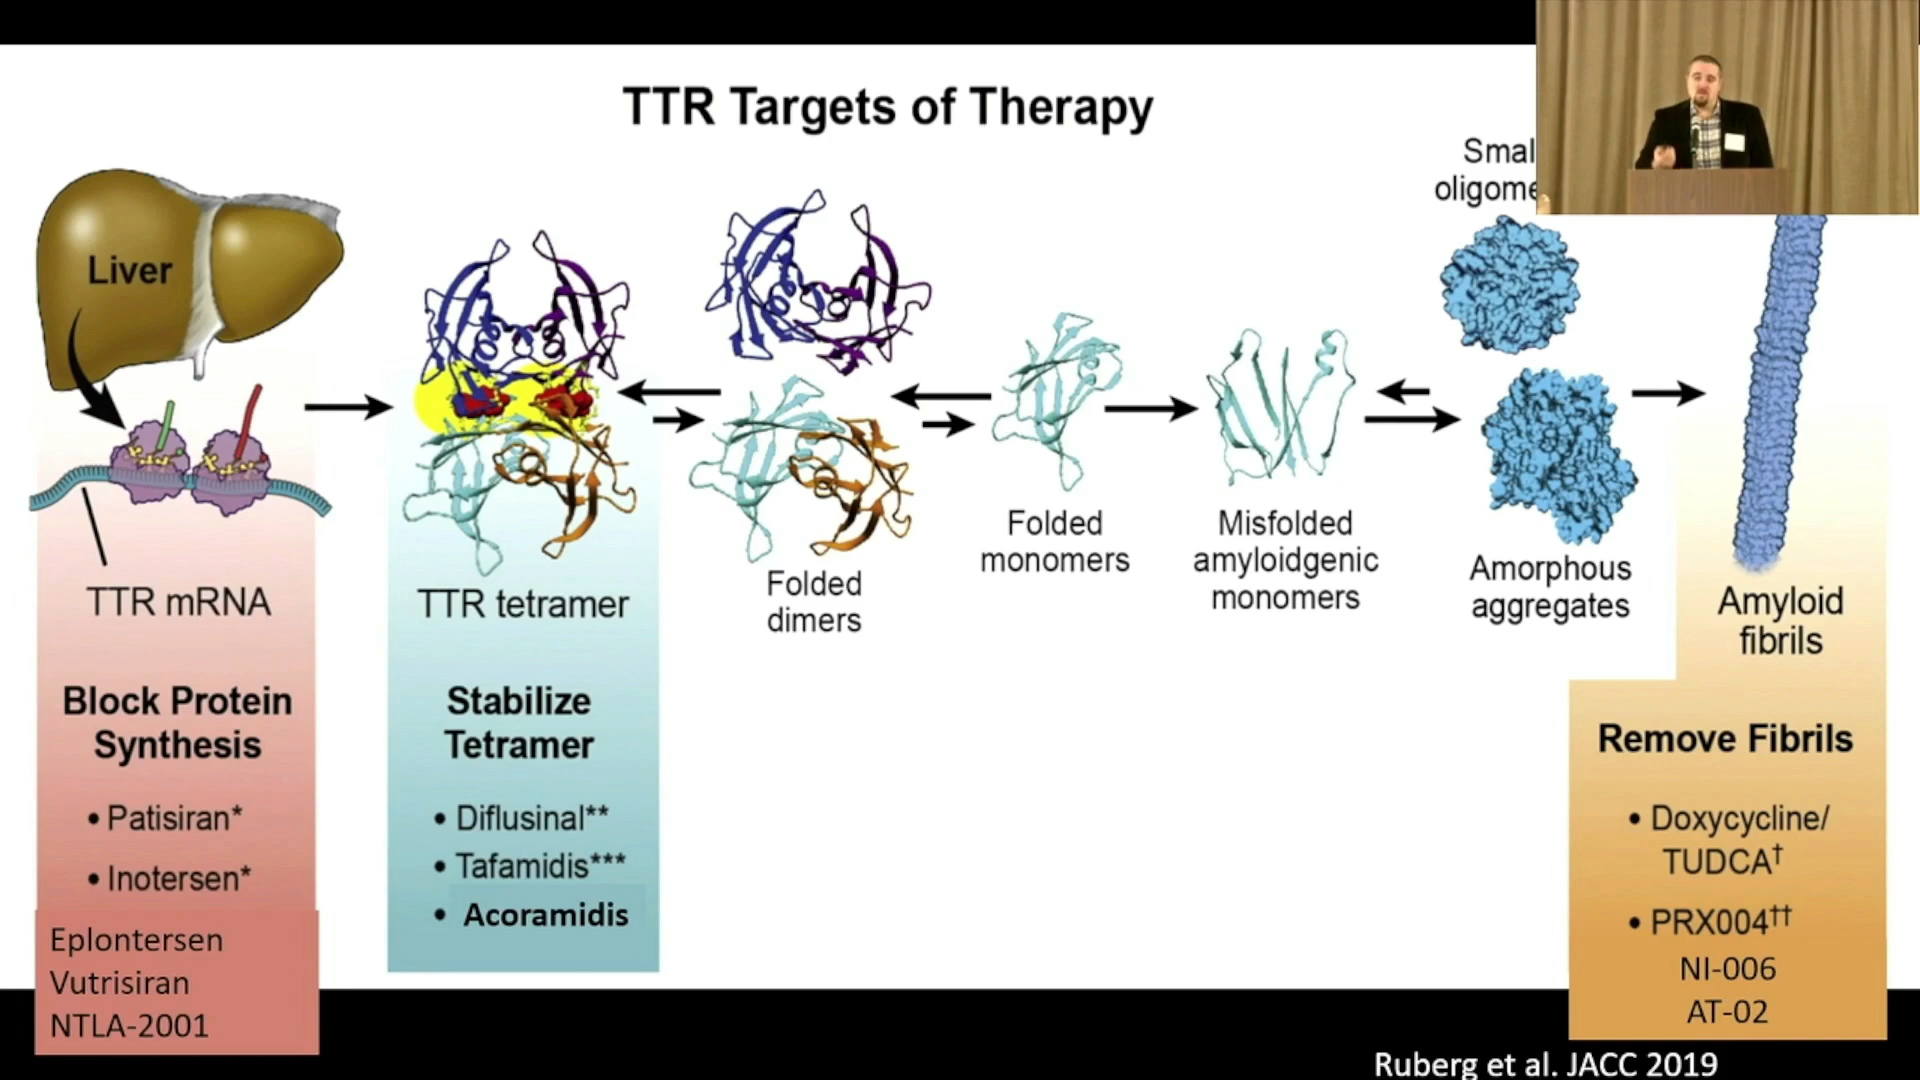 TTR Targets of Therapy
Liver
TTR mRNA
Block Protein
Synthesis
• Patisiran*
• Inotersen*
Eplontersen
Vutrisiran
NTLA-2001
TTR tetramer
Stabilize
Tetramer
• Diflusinal**
• Tafamidis***
• Acoramidis
Folded
dimers
Folded
monomers
Misfolded
amyloidgenic
monomers
Smal
oligome
Amorphous
aggregates
Amyloid
fibrils
Remove Fibrils
• Doxycycline/
TUDCA†
• PRX004††
NI-006
AT-02
Ruberg et al. JACC 2019